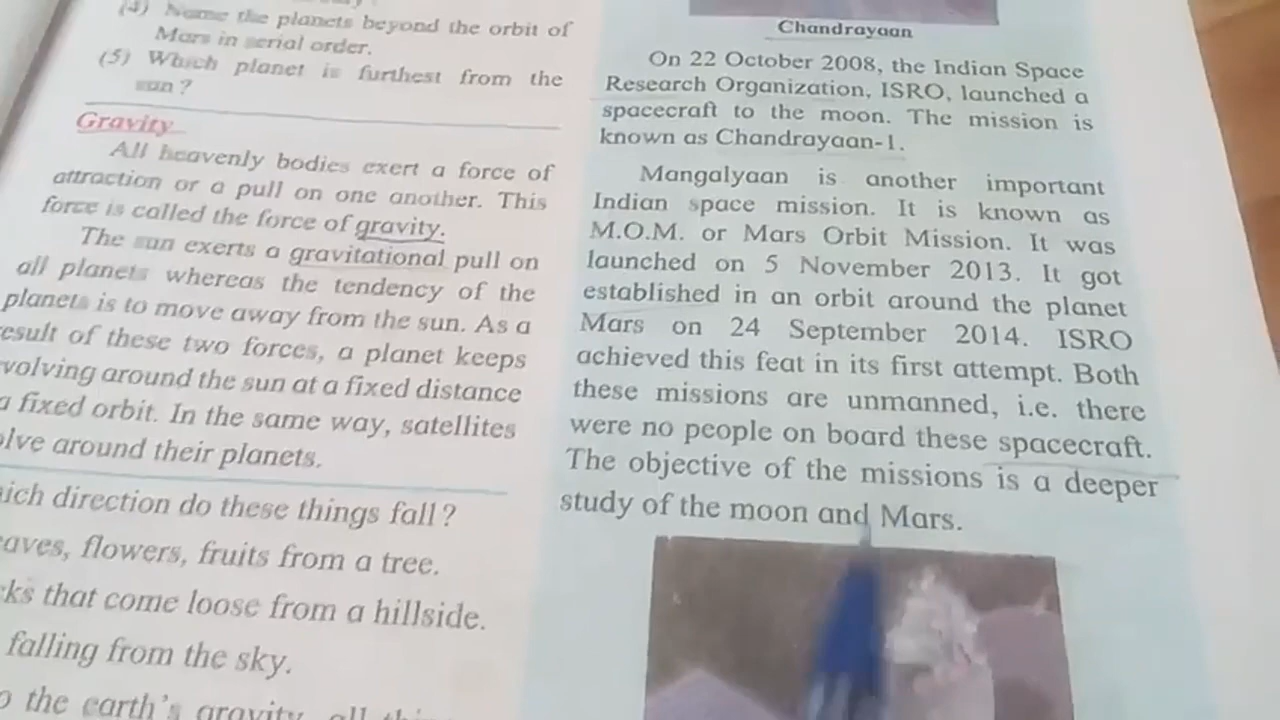 (4) Name the planets beyond the orbit of
Mars in serial order.
(5) Which planet is furthest from the
sun ?
Gravity
All heavenly bodies exert a force of
attraction or a pull on one another. This
force is called the force of gravity.
The sun exerts a gravitational pull on
all planets whereas the tendency of the
planets is to move away from the sun. As a
esult of these two forces, a planet keeps
volving around the sun at a fixed distance
a fixed orbit. In the same way, satellites
olve around their planets.
ich direction do these things fall ?
eaves, flowers, fruits from a tree.
ks that come loose from a hillside.
falling from the sky.
o the earth's gravity, all
Chandrayaan
On 22 October 2008, the Indian Space
Research Organization, ISRO, launched a
spacecraft to the moon. The mission is
known as Chandrayaan-1.
Mangalyaan is another important
Indian space mission. It is known as
M.O.M. or Mars Orbit Mission. It was
launched on 5 November 2013. It got
established in an orbit around the planet
Mars on 24 September 2014. ISRO
achieved this feat in its first attempt. Both
these missions are unmanned, i.e. there
were no people on board these spacecraft.
The objective of the missions is a deeper
study of the moon and Mars.